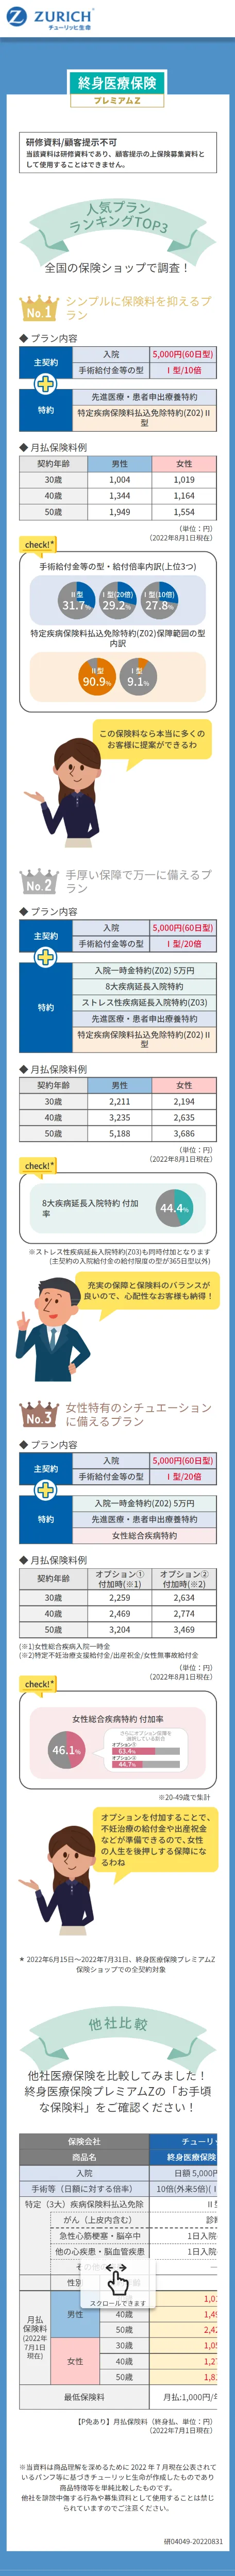 ZURICH
チューリッヒ生命
終身医療保険
プレミアムZ
研修資料/顧客提示不可
当該資料は研修資料であり、顧客提示の上保険募集資料と
して使用することはできません。
人気プラン
ランキングTOP3
全国の保険ショップで調査！
No.1 シンプルに保険料を抑えるプ
ラン
◆ プラン内容
主契約
入院 5,000円(60日型)
手術給付金等の型 Ⅰ型/10倍
特約
先進医療・患者申出療養特約
特定疾病保険料払込免除特約(Z02)Ⅱ
型
◆ 月払保険料例
契約年齢 男性 女性
30歳 1,004 1,019
40歳 1,344 1,164
50歳 1,949 1,554
（単位：円）
（2022年8月1日現在）
check!*
手術給付金等の型・給付倍率内訳(上位3つ)
Ⅱ型 31.7%
Ⅰ型(20倍) 29.2%
Ⅰ型(10倍) 27.8%
特定疾病保険料払込免除特約(Z02)保障範囲の型
内訳
Ⅱ型 90.9%
Ⅰ型 9.1%
この保険料なら本当に多くの
お客様に提案ができるわ
No.2 手厚い保障で万一に備えるプ
ラン
◆ プラン内容
主契約
入院 5,000円(60日型)
手術給付金等の型 Ⅰ型/20倍
特約
入院一時金特約(Z02) 5万円
8大疾病延長入院特約
ストレス性疾病延長入院特約(Z03)
先進医療・患者申出療養特約
特定疾病保険料払込免除特約(Z02)Ⅱ
型
◆ 月払保険料例
契約年齢 男性 女性
30歳 2,211 2,194
40歳 3,235 2,635
50歳 5,188 3,686
（単位：円）
（2022年8月1日現在）
check!*
8大疾病延長入院特約 付加
率
44.4%
※ストレス性疾病延長入院特約(Z03)も同時付加となります
(主契約の入院給付金の給付限度の型が365日型以外)
充実の保障と保険料のバランスが
良いので、心配性なお客様も納得！
No.3 女性特有のシチュエーション
に備えるプラン
◆ プラン内容
主契約
入院 5,000円(60日型)
手術給付金等の型 Ⅰ型/20倍
特約
入院一時金特約(Z02) 5万円
先進医療・患者申出療養特約
女性総合疾病特約
◆ 月払保険料例
契約年齢 オプション① 付加時(※1) オプション② 付加時(※2)
30歳 2,259 2,634
40歳 2,469 2,774
50歳 3,204 3,469
(※1)女性総合疾病入院一時金
(※2)特定不妊治療支援給付金/出産祝金/女性無事故給付金
（単位：円）
（2022年8月1日現在）
check!*
女性総合疾病特約 付加率
46.1%
さらにオプション保障を
選択している割合
オプション①
63.4%
オプション②
44.7%
※20-49歳で集計
オプションを付加することで、
不妊治療の給付金や出産祝金
などが準備できるので、女性
の人生を後押しする保障にな
るわね
* 2022年6月15日～2022年7月31日、終身医療保険プレミアムZ
保険ショップでの全契約対象
他社比較
他社医療保険を比較してみました！
終身医療保険プレミアムZの「お手頃
な保険料」をご確認ください！
保険会社 チューリッ
商品名 終身医療保険
入院 日額 5,000円
手術等（日額に対する倍率） 10倍(外来5倍)(Ⅰ
特定（3大）疾病保険料払込免除 Ⅱ型
がん（上皮内含む） 診断
急性心筋梗塞・脳卒中 1日入院
他の心疾患・脳血管疾患 1日入院
スクロールできます
月払
保険料
(2022年
7月1日
現在)
男性
40歳 1,49
50歳 2,42
女性
30歳 1,05
40歳 1,27
50歳 1,82
最低保険料 月払:1,000円/年
【P免あり】月払保険料（終身払、単位：円）
（2022年7月1日現在）
※当資料は商品理解を深めるために 2022 年 7 月現在公表されて
いるパンフ等に基づきチューリッヒ生命が作成したものであり
商品特徴等を単純比較したものです。
他社を誹謗中傷する行為や募集資料として使用することは禁じ
られていますのでご注意ください。
研04049-20220831